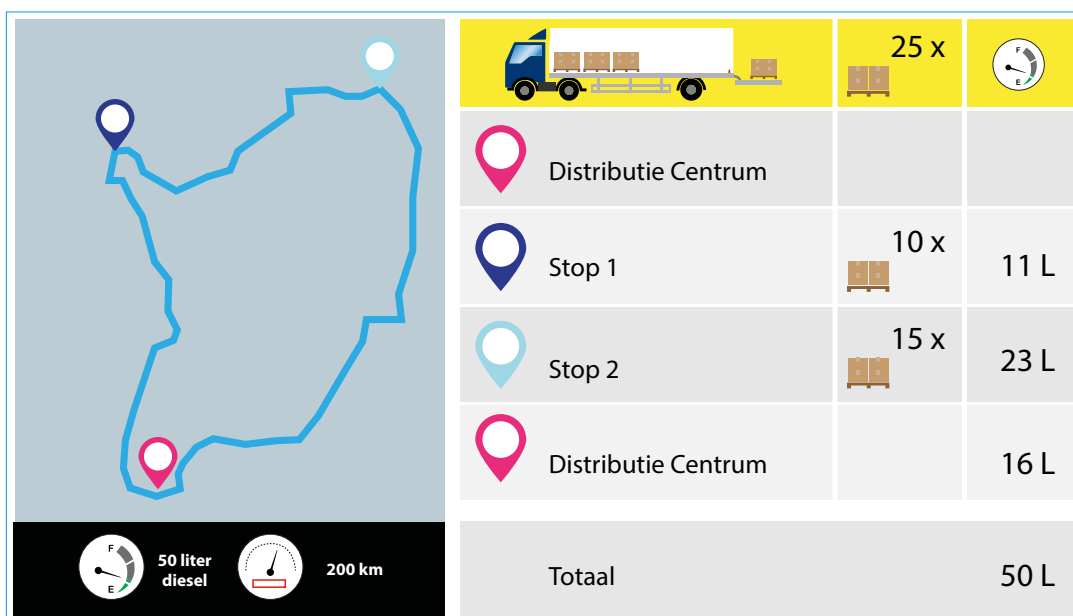 25 x
F
E
Distributie Centrum
Stop 1
10 x
11 L
Stop 2
15 x
23 L
Distributie Centrum
16 L
F
E
50 liter
diesel
200 km
Totaal
50 L